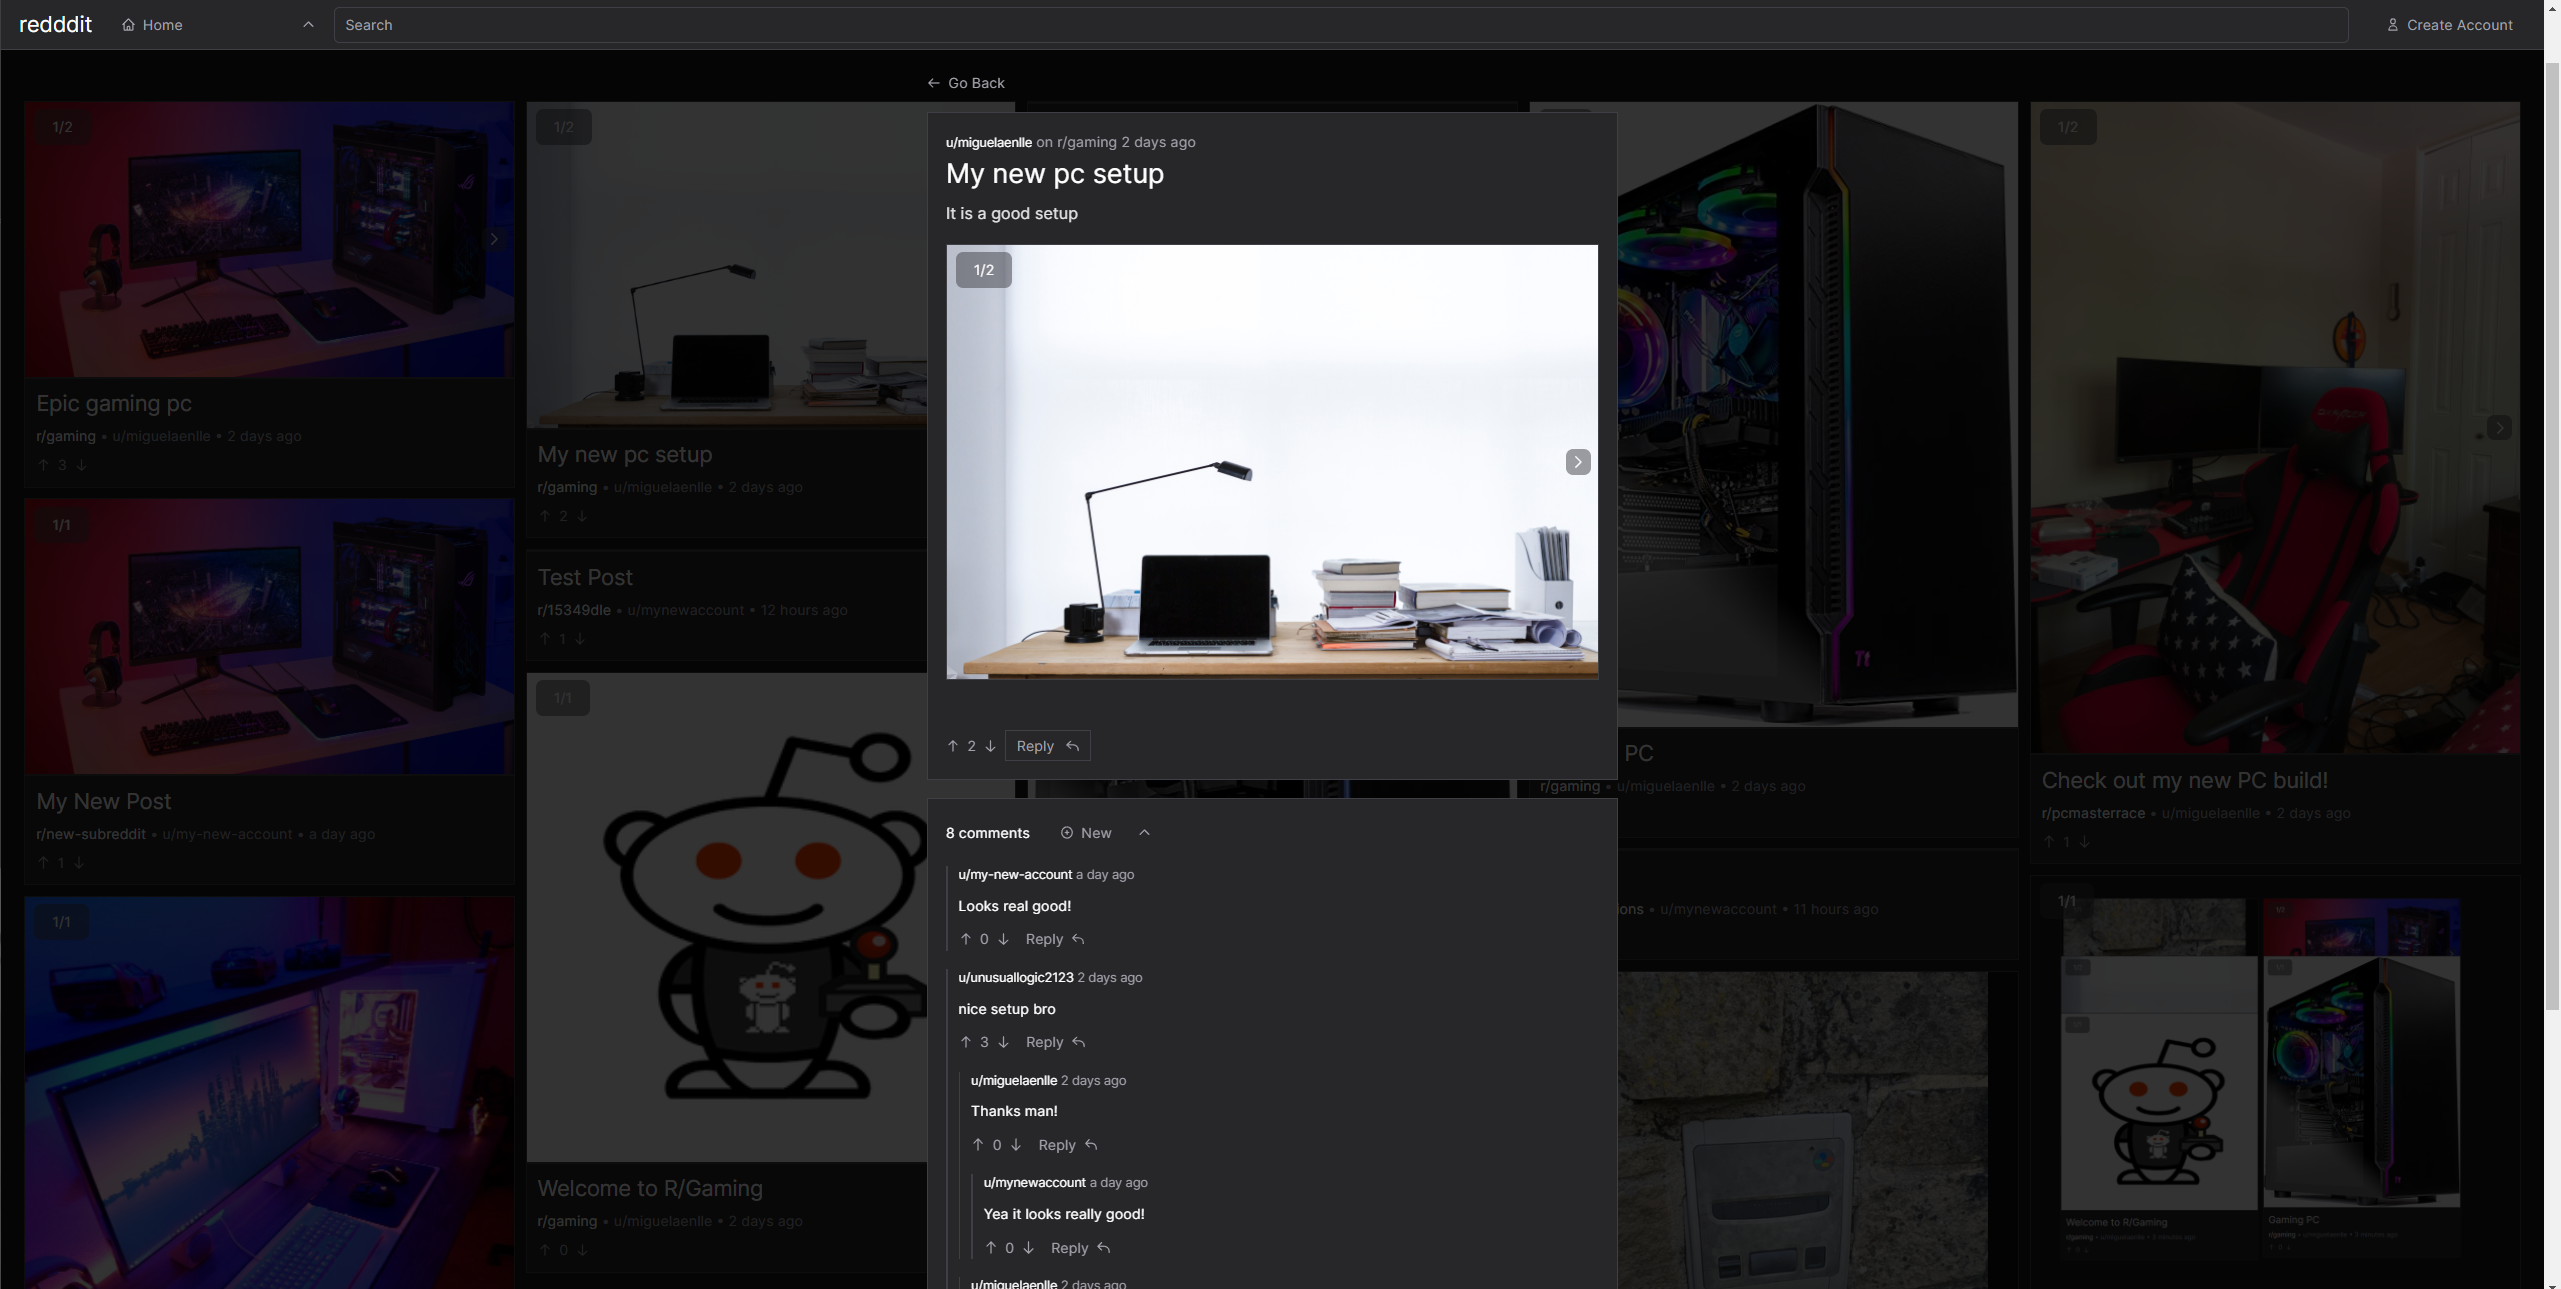 redddit
Home
Search
Create Account
Go Back
1/2
Epic gaming pc
r/gaming • u/miguelaenlle • 2 days ago
3
1/1
My New Post
r/new-subreddit • u/my-new-account • a day ago
1
1/1
1/2
My new pc setup
r/gaming • u/miguelaenlle • 2 days ago
2
Test Post
r/15349dle • u/mynewaccount • 12 hours ago
1
1/1
Welcome to R/Gaming
r/gaming • u/miguelaenlle • 2 days ago
0
u/miguelaenlle on r/gaming 2 days ago
My new pc setup
It is a good setup
1/2
2
Reply
8 comments
New
u/my-new-account a day ago
Looks real good!
0 Reply
u/unusuallogic2123 2 days ago
nice setup bro
3 Reply
u/miguelaenlle 2 days ago
Thanks man!
0 Reply
u/mynewaccount a day ago
Yea it looks really good!
0 Reply
u/miguelaenlle 2 days ago
Tt
PC
r/gaming • u/miguelaenlle • 2 days ago
ions • u/mynewaccount • 11 hours ago
1/2
Check out my new PC build!
r/pcmasterrace • u/miguelaenlle • 2 days ago
1
1/1
Welcome to R/Gaming
Gaming PC